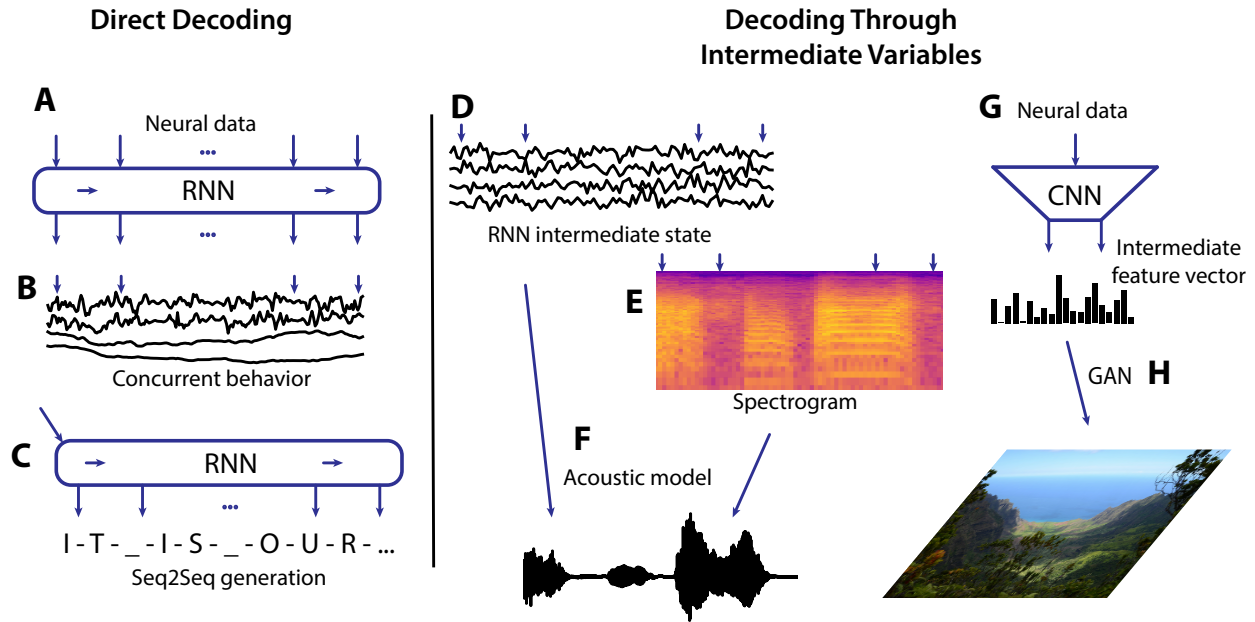 Direct Decoding
Decoding Through
Intermediate Variables
A
Neural data
...
RNN
...
B
Concurrent behavior
C
RNN
...
I - T - _ - I - S - _ - O - U - R - ...
Seq2Seq generation
D
RNN intermediate state
E
Spectrogram
F
Acoustic model
G
Neural data
CNN
Intermediate
feature vector
GAN
H